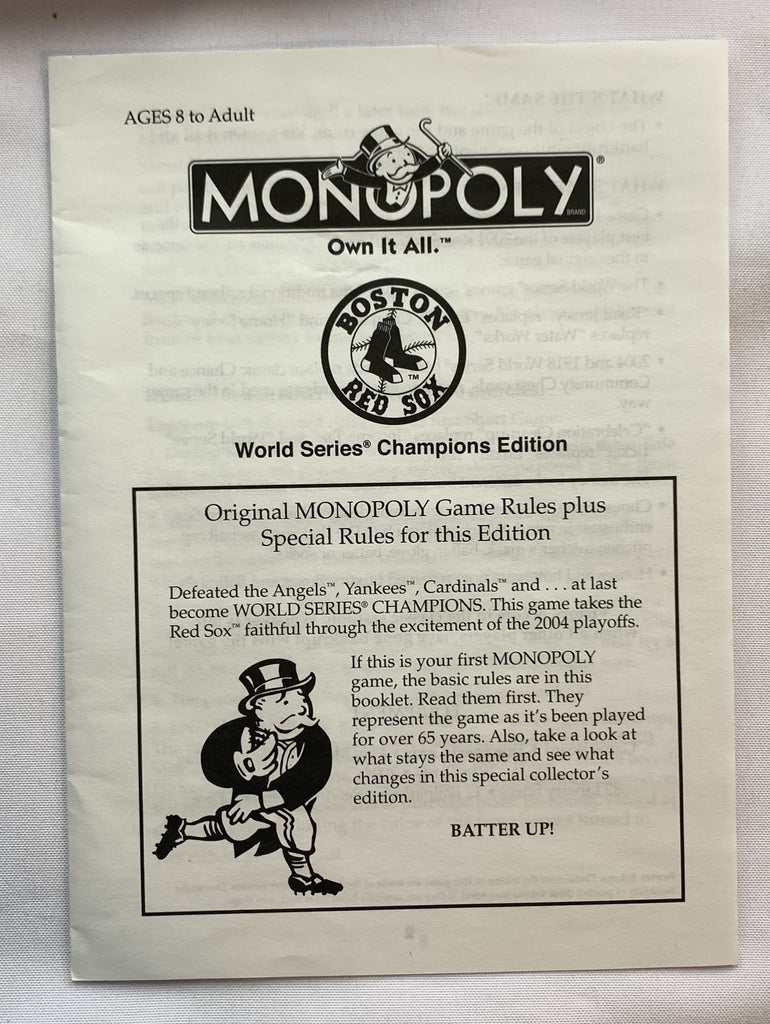 AGES 8 to Adult
MONOPOLY®
BRAND
Own It All.™
BOSTON
RED SOX
™
World Series® Champions Edition
Original MONOPOLY Game Rules plus
Special Rules for this Edition
Defeated the Angels™, Yankees™, Cardinals™ and . . . at last
become WORLD SERIES® CHAMPIONS. This game takes the
Red Sox™ faithful through the excitement of the 2004 playoffs.
If this is your first MONOPOLY
game, the basic rules are in this
booklet. Read them first. They
represent the game as it's been played
for over 65 years. Also, take a look at
what stays the same and see what
changes in this special collector's
edition.
BATTER UP!